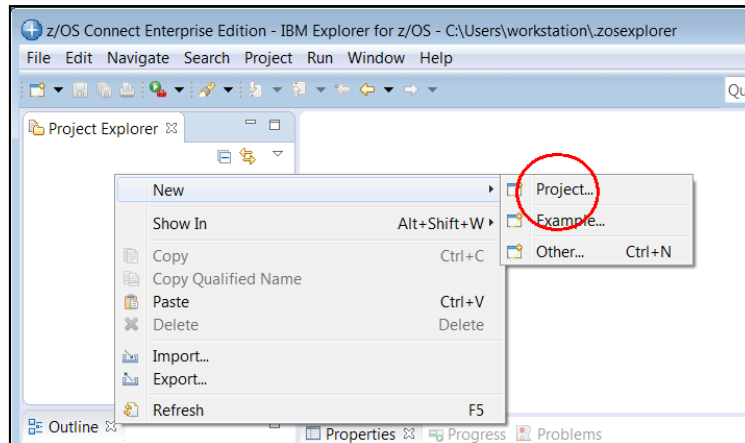 z/OS Connect Enterprise Edition - IBM Explorer for z/OS - C:\Users\workstation\.zosexplorer
File Edit Navigate Search Project Run Window Help
Qu
Project Explorer
New
Project...
Show In Alt+Shift+W
Example...
Copy Ctrl+C
Other... Ctrl+N
Copy Qualified Name
Paste Ctrl+V
Delete Delete
Import...
Export...
Refresh F5
Outline
Properties Progress Problems